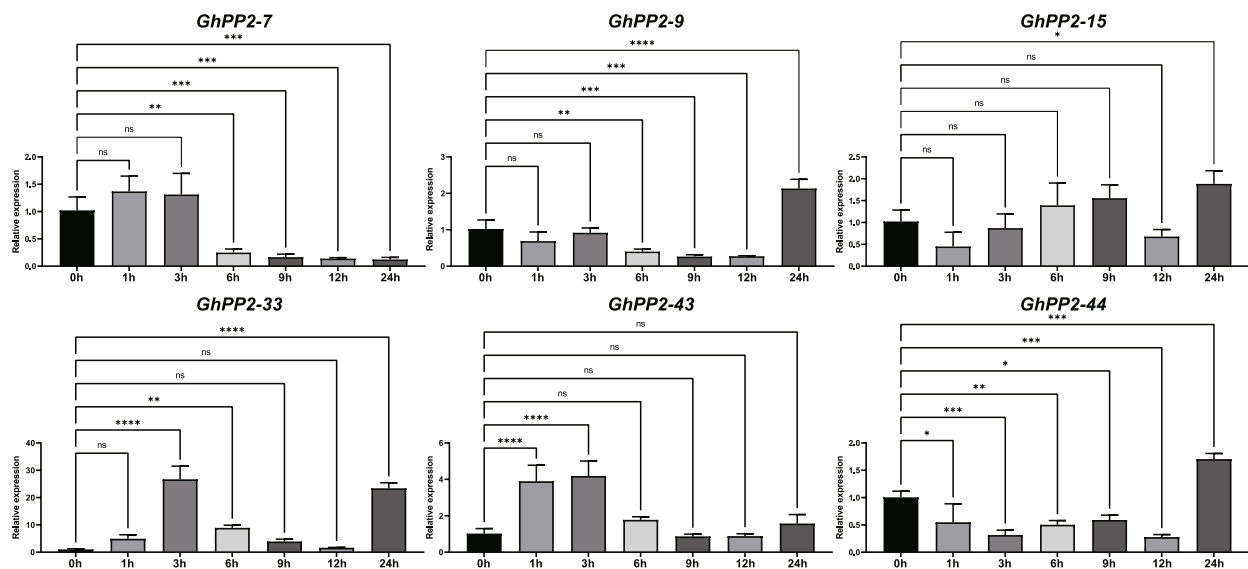 GhPP2-7
***
***
***
**
ns
ns
Relative expression
2.0
1.5
1.0
0.5
0.0
0h 1h 3h 6h 9h 12h 24h
GhPP2-9
****
***
***
**
ns
ns
Relative expression
3
2
1
0
0h 1h 3h 6h 9h 12h 24h
GhPP2-15
*
ns
ns
ns
ns
ns
Relative expression
2.5
2.0
1.5
1.0
0.5
0.0
0h 1h 3h 6h 9h 12h 24h
GhPP2-33
****
ns
ns
**
****
ns
Relative expression
40
30
20
10
0
0h 1h 3h 6h 9h 12h 24h
GhPP2-43
ns
ns
ns
ns
****
****
Relative expression
6
4
2
0
0h 1h 3h 6h 9h 12h 24h
GhPP2-44
***
***
*
**
***
*
Relative expression
2.0
1.5
1.0
0.5
0.0
0h 1h 3h 6h 9h 12h 24h